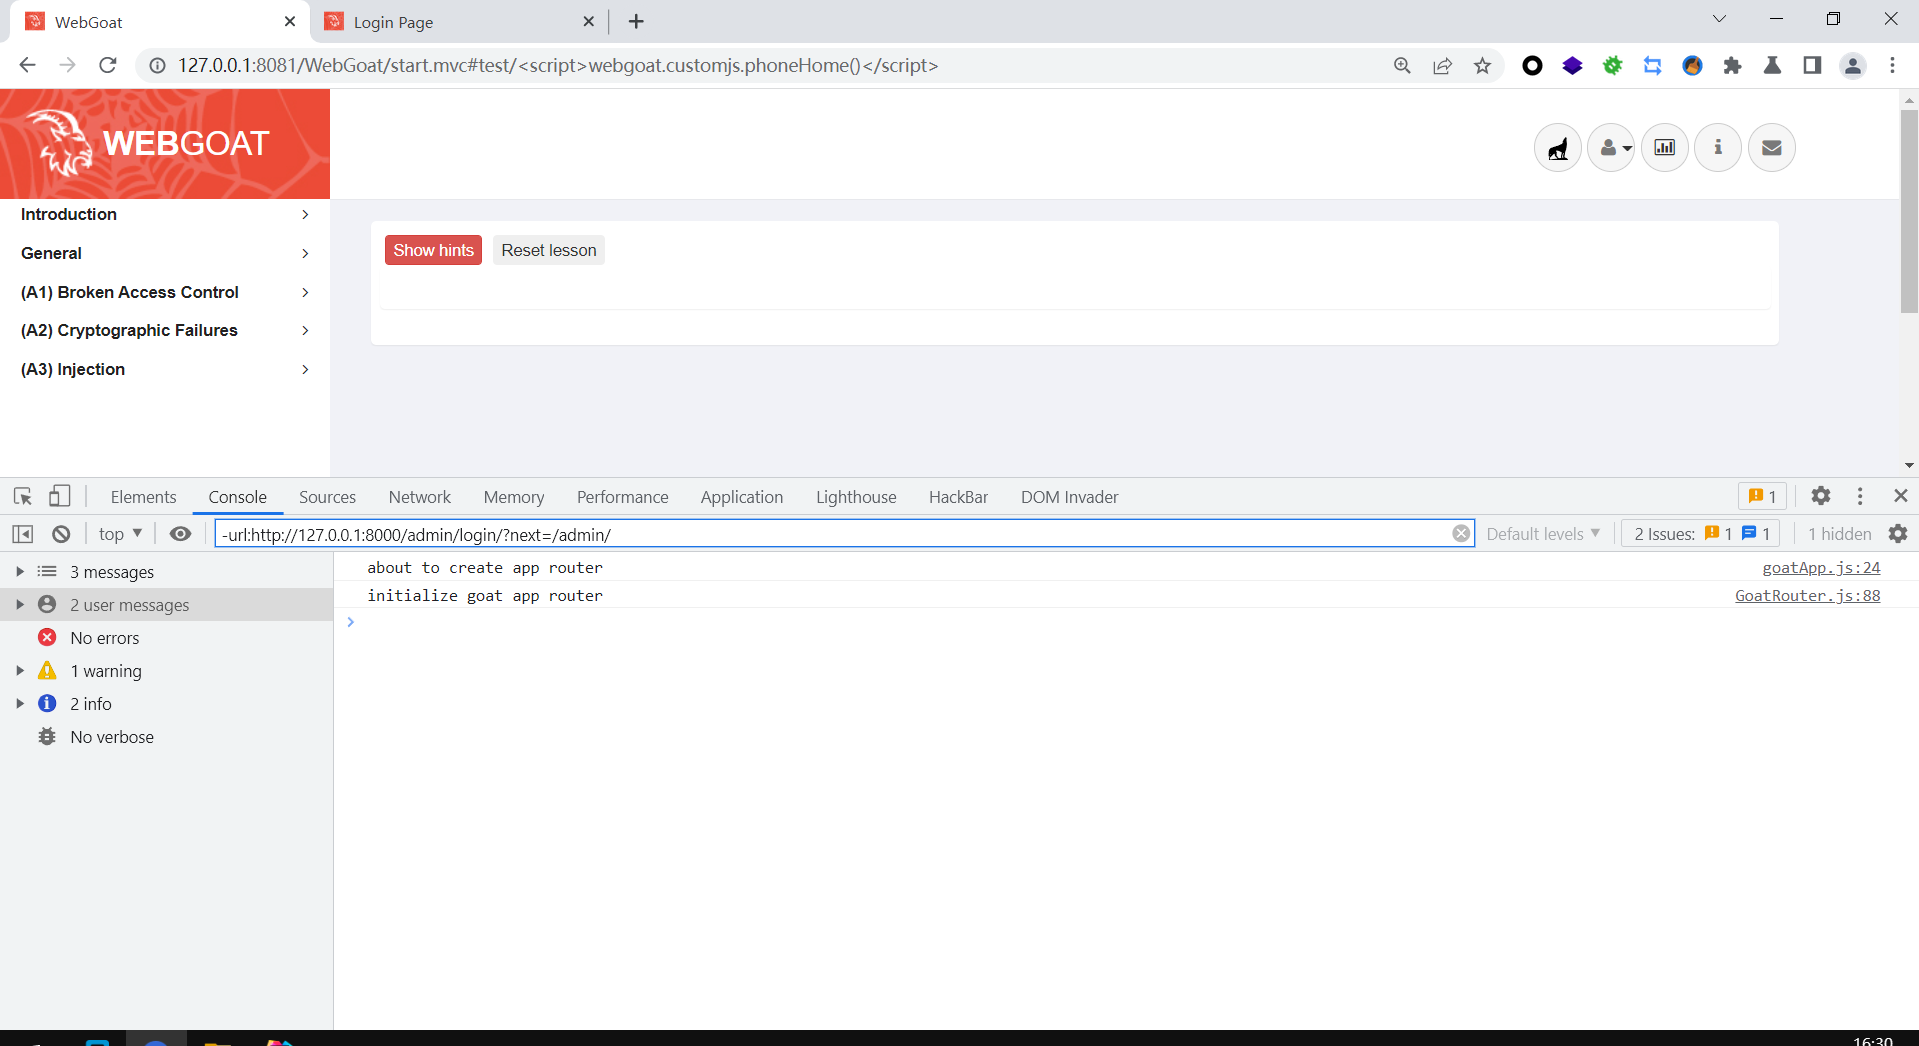 WebGoat
Login Page
127.0.0.1:8081/WebGoat/start.mvc#test/<script>webgoat.customjs.phoneHome()</script>
WEBGOAT
Introduction
General
(A1) Broken Access Control
(A2) Cryptographic Failures
(A3) Injection
Show hints Reset lesson
Elements Console Sources Network Memory Performance Application Lighthouse HackBar DOM Invader 1
top -url:http://127.0.0.1:8000/admin/login/?next=/admin/ Default levels 2 Issues: 1 1 1 hidden
3 messages
2 user messages
No errors
1 warning
2 info
No verbose
about to create app router goatApp.js:24
initialize goat app router GoatRouter.js:88
16:30